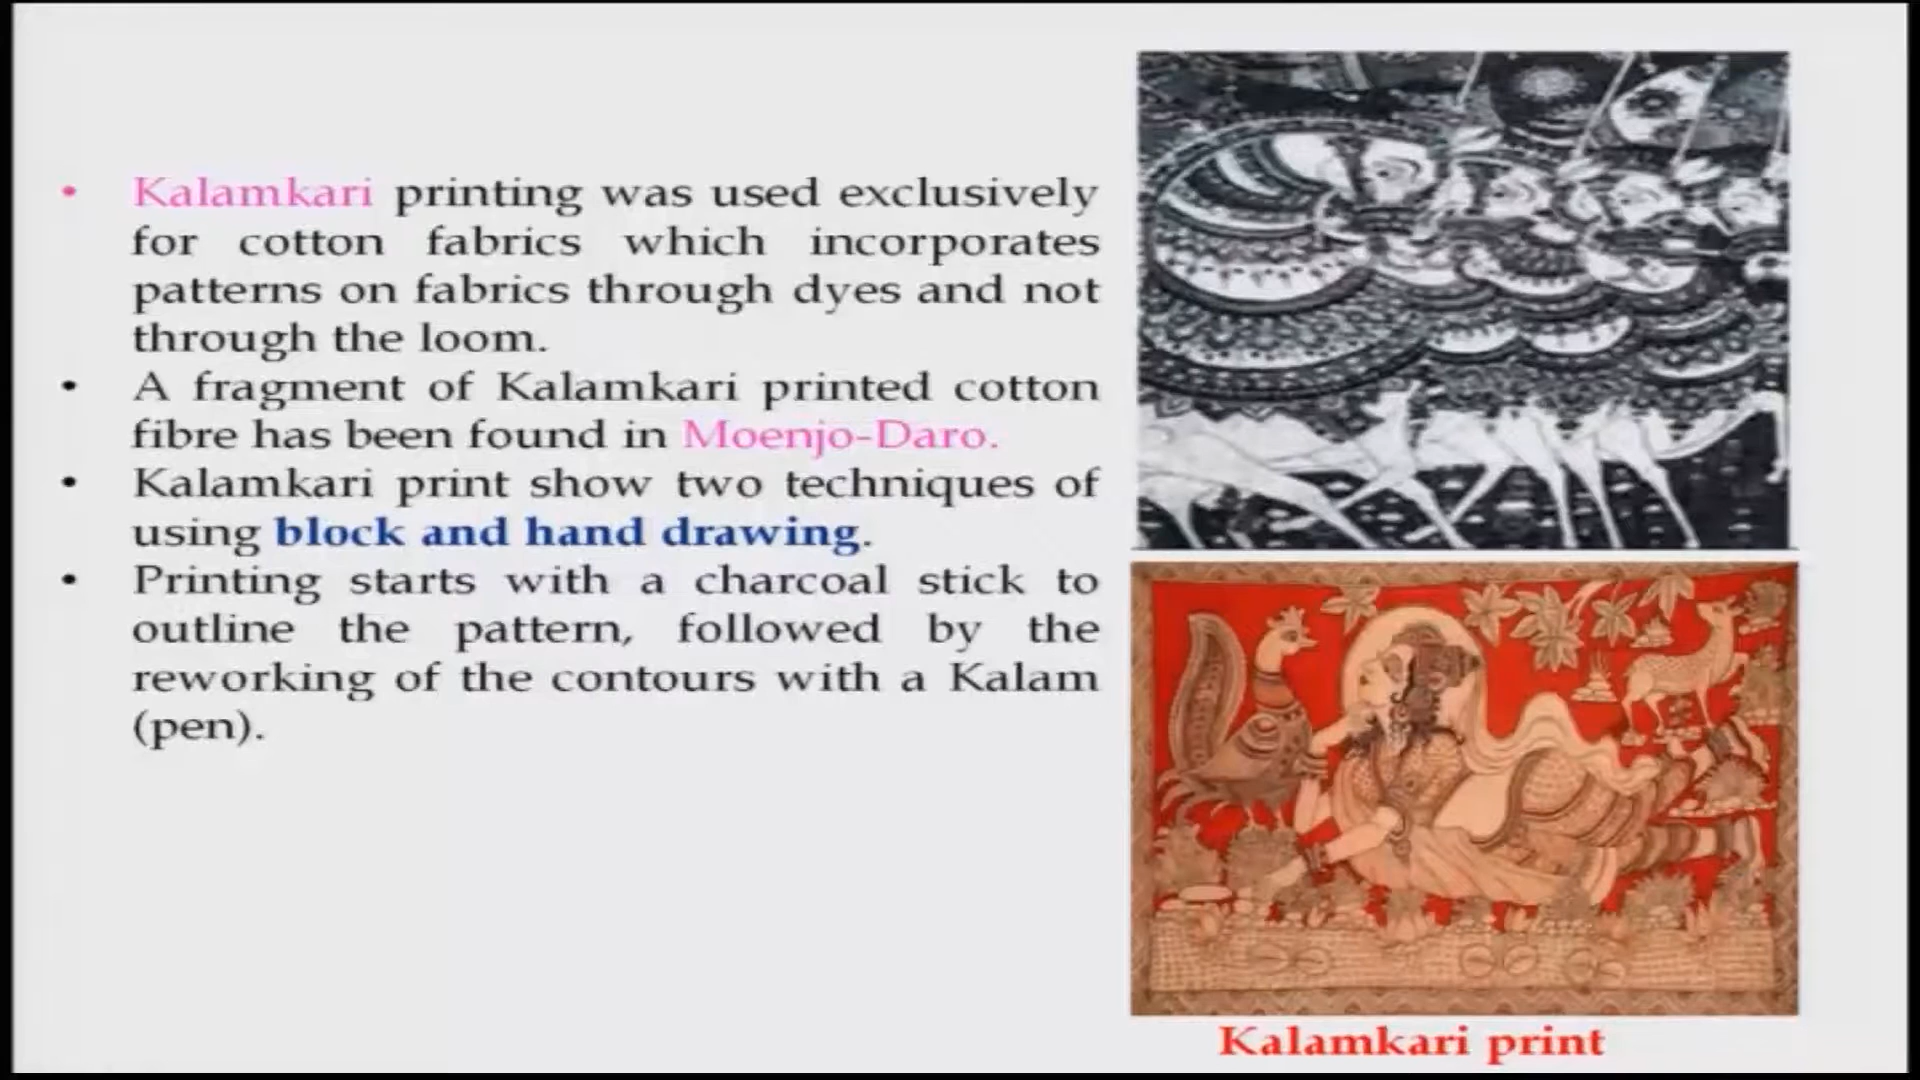 • Kalamkari printing was used exclusively
for cotton fabrics which incorporates
patterns on fabrics through dyes and not
through the loom.
• A fragment of Kalamkari printed cotton
fibre has been found in Moenjo-Daro.
• Kalamkari print show two techniques of
using block and hand drawing.
• Printing starts with a charcoal stick to
outline the pattern, followed by the
reworking of the contours with a Kalam
(pen).
Kalamkari print